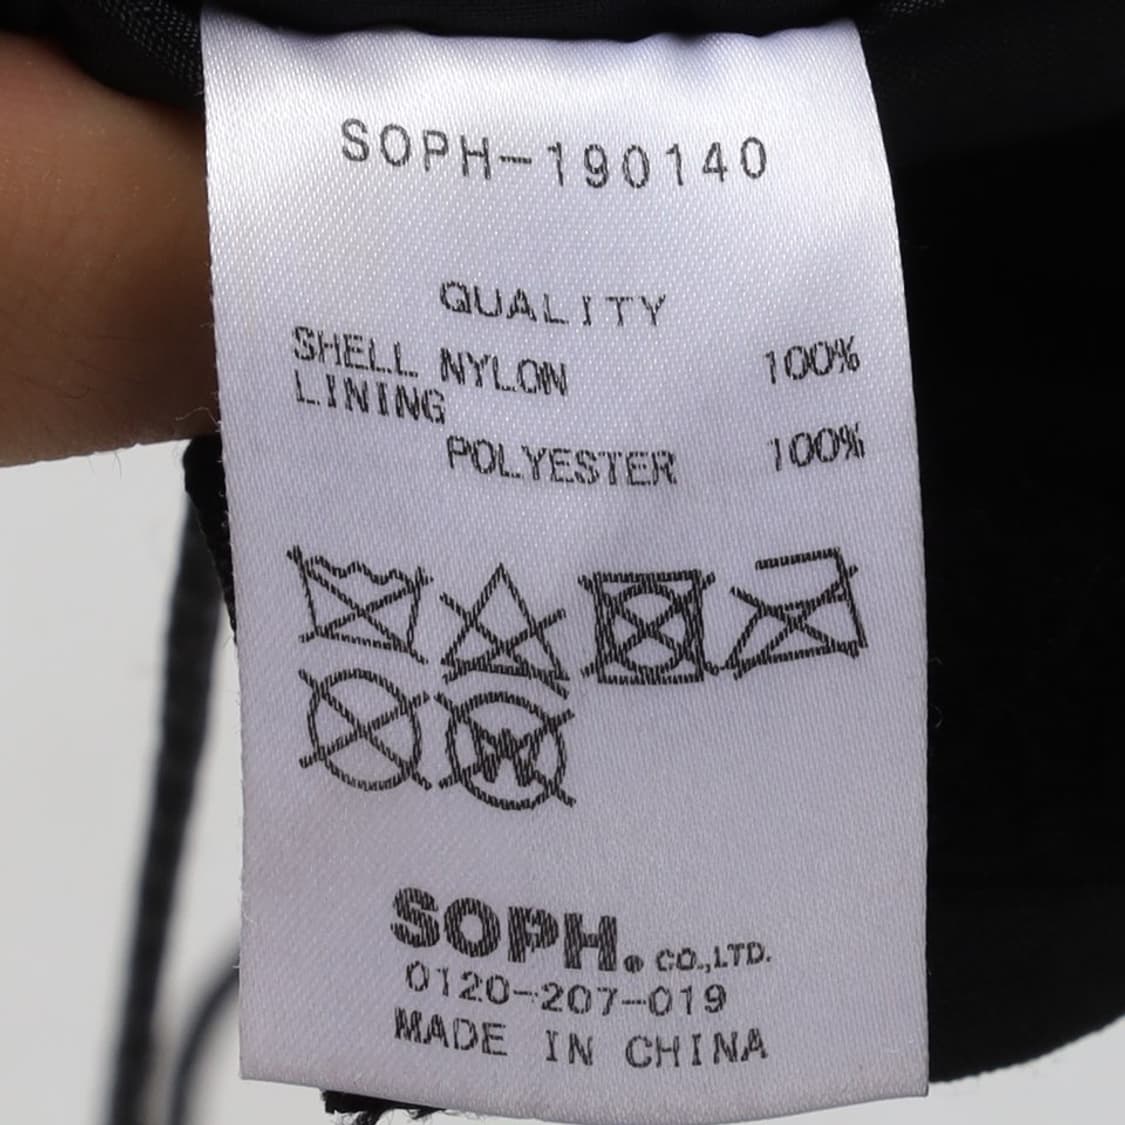 SOPH-190140
QUALITY
SHELL NYLON 100%
LINING
POLYESTER 100%
W
SOPH.® CO.,LTD.
0120-207-019
MADE IN CHINA